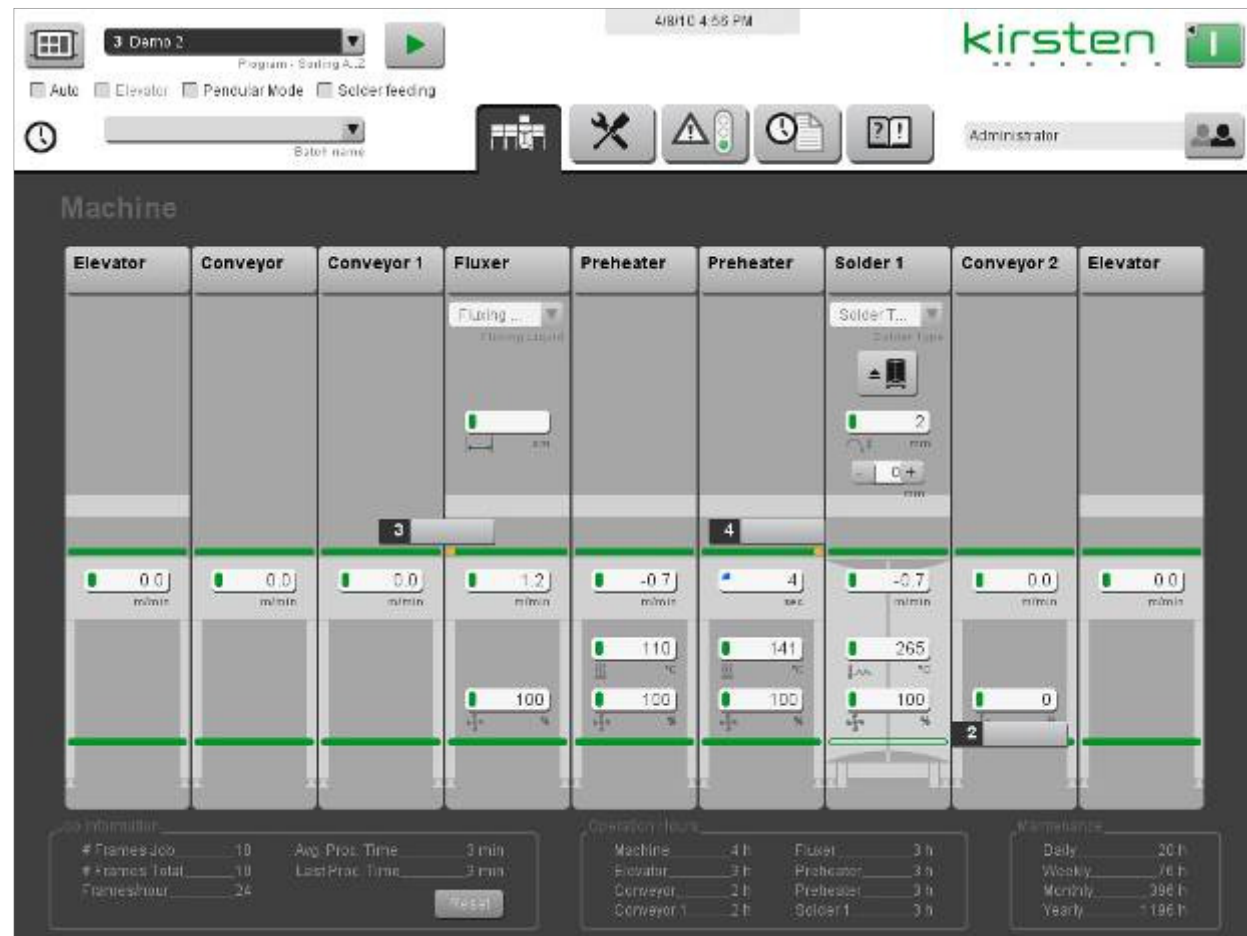 4/8/10 4:56 PM
3 Demo 2
kirsten
Program - Sorting A..Z
Auto Elevator Pendular Mode Solder feeding
Batch name
?! Administrator
Machine
Elevator Conveyor Conveyor 1 Fluxer Preheater Preheater Solder 1 Conveyor 2 Elevator
Fluxing ... Solder T...
Fluxing Liquid Solder Type
2
mm
- 0 +
mm
3 4
0.0 0.0 0.0 1.2 -0.7 4 -0.7 0.0 0.0
m/min m/min m/min m/min m/min sec m/min m/min m/min
110 141 265
°C °C °C
100 100 100 100 0
% % % %
2
Job Information Operation Hours Maintenance
# Frames Job 18 Avg. Proc. Time 3 min Machine 4 h Fluxer 3 h Daily 20 h
# Frames Total 18 Last Proc. Time 3 min Elevator 3 h Preheater 3 h Weekly 76 h
Frames/hour 24 Conveyor 2 h Preheater 3 h Monthly 396 h
Reset Conveyor 1 2 h Solder 1 3 h Yearly 1196 h